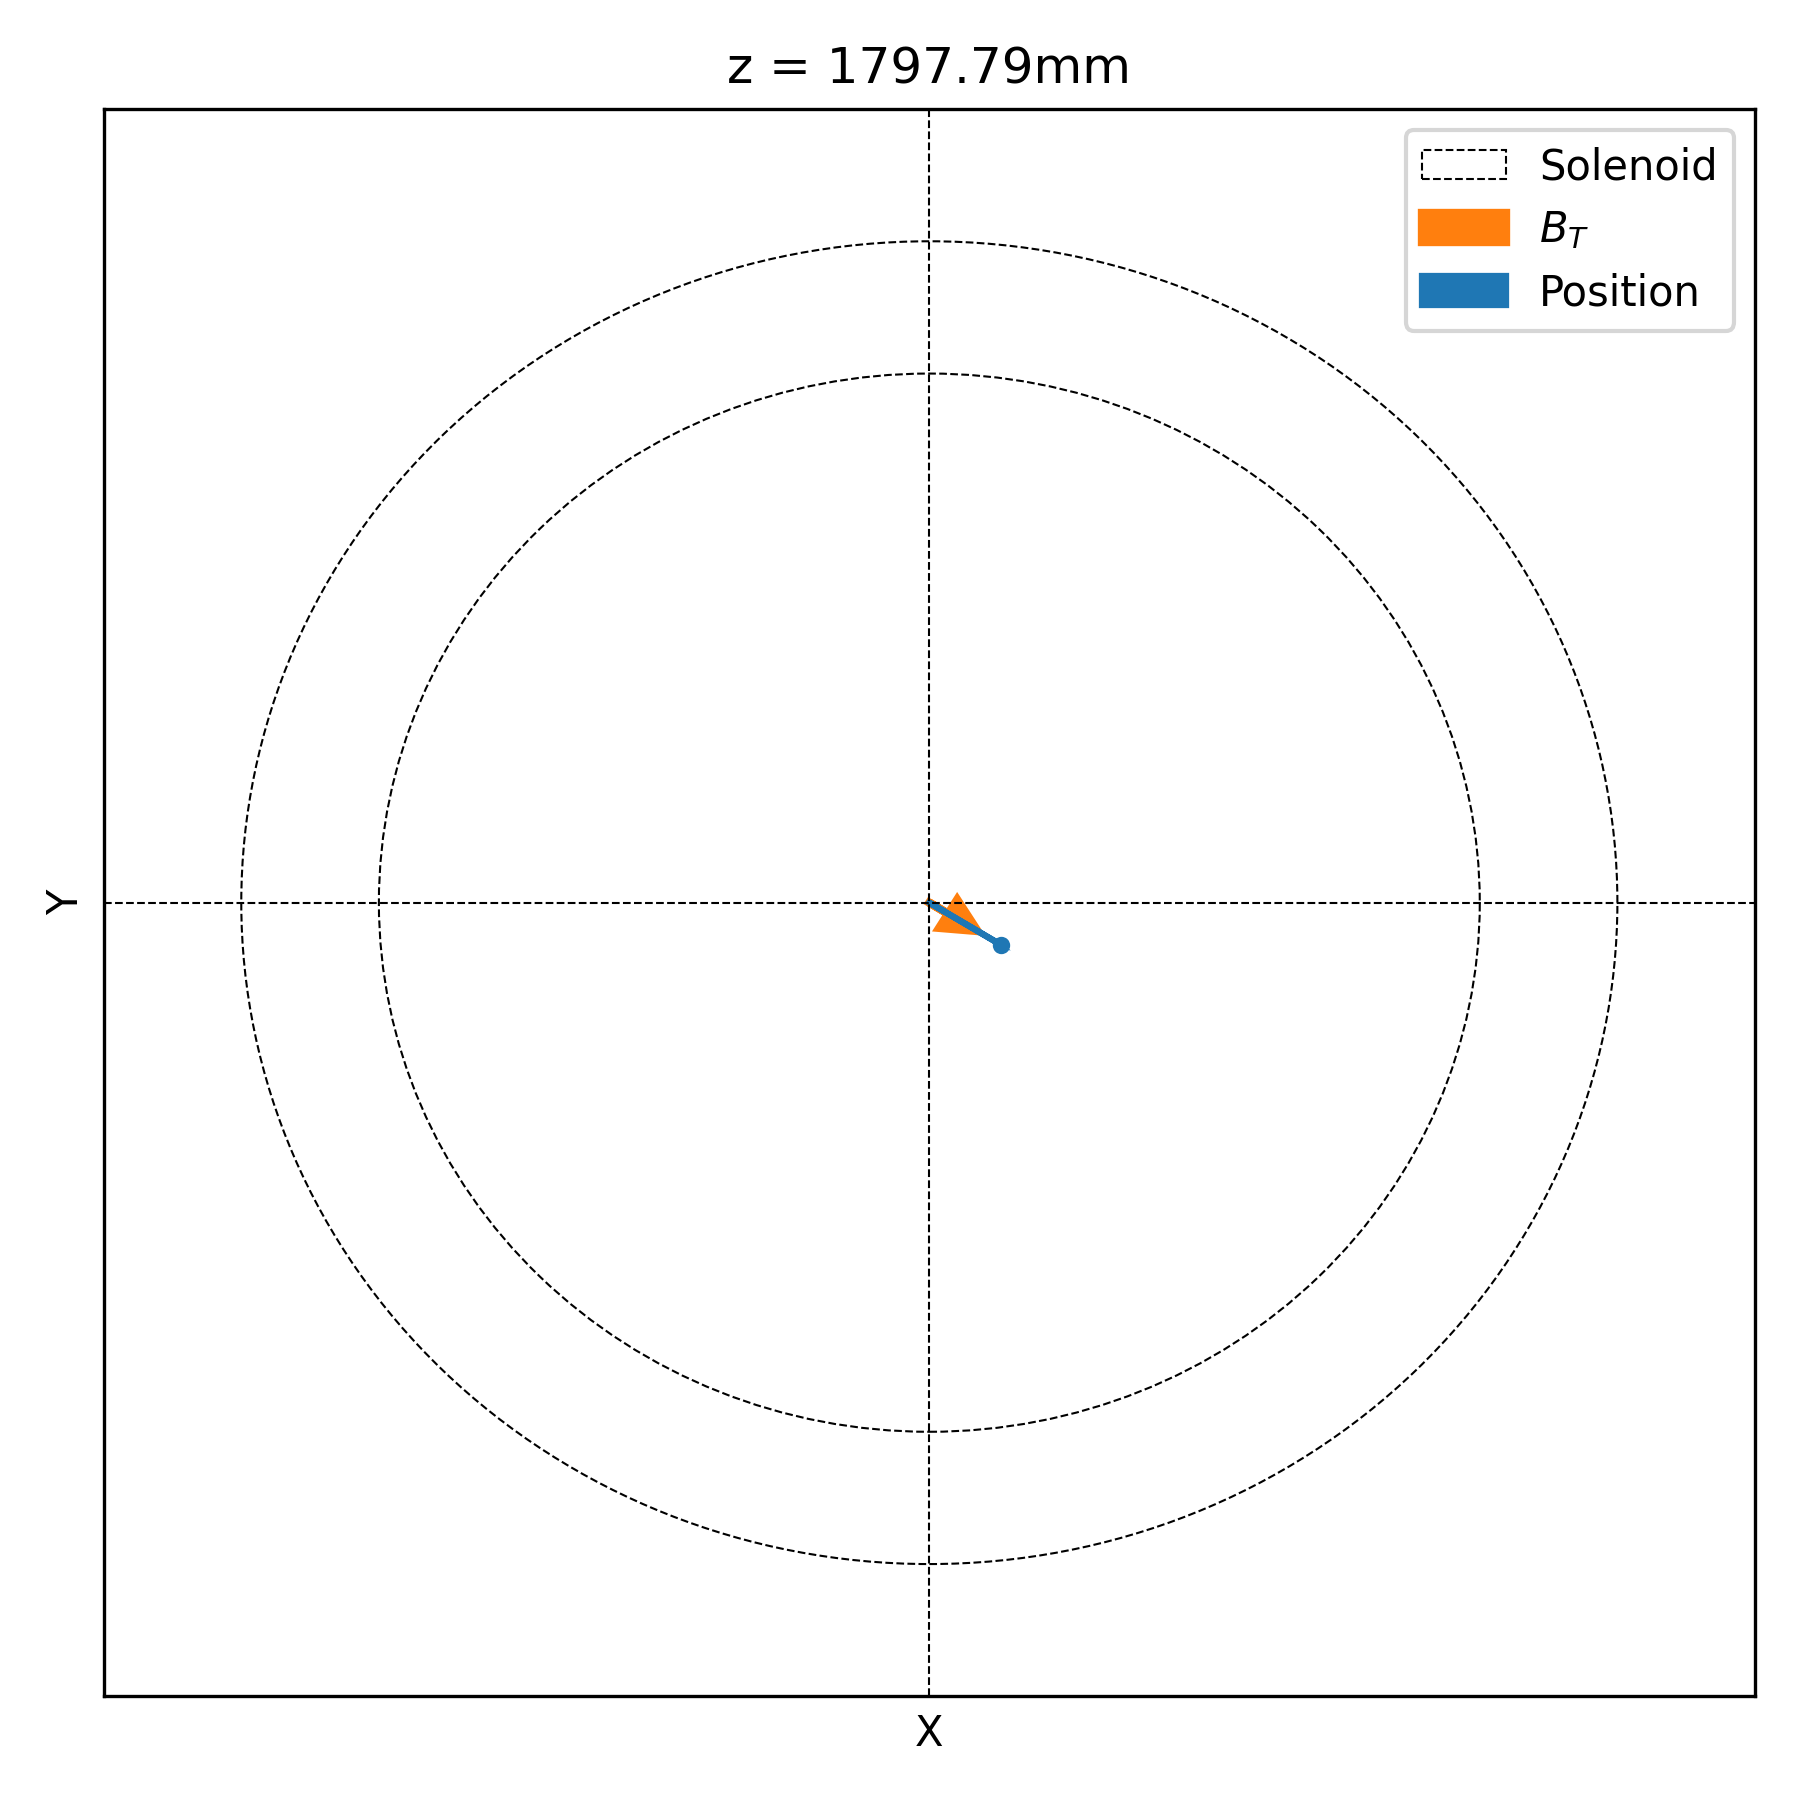 z = 1797.79mm
Solenoid
B_T
Position
Y
X